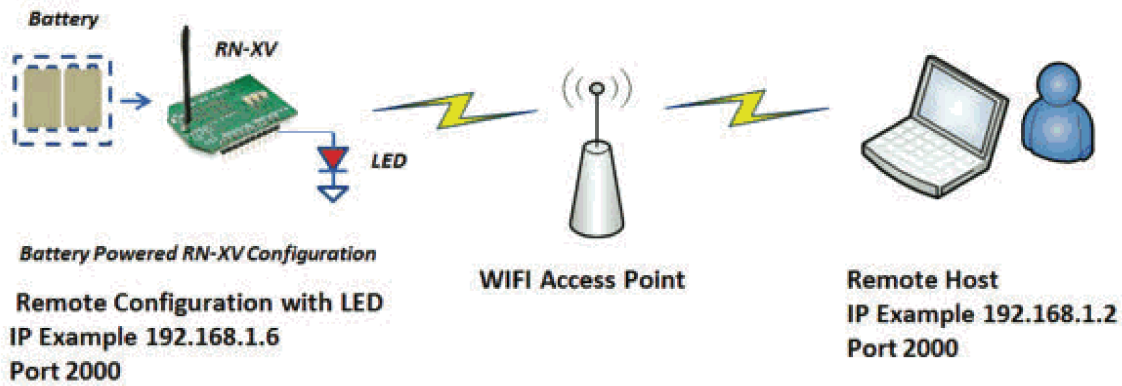 Battery
RN-XV
LED
Battery Powered RN-XV Configuration
Remote Configuration with LED
IP Example 192.168.1.6
Port 2000
WIFI Access Point
Remote Host
IP Example 192.168.1.2
Port 2000